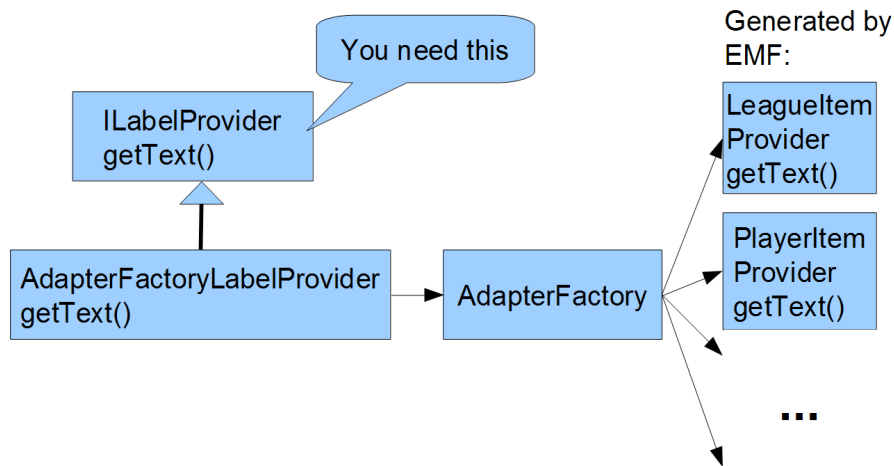 Generated by
EMF:
You need this
ILabelProvider
getText()
LeagueItem
Provider
getText()
AdapterFactoryLabelProvider
getText()
AdapterFactory
PlayerItem
Provider
getText()
...